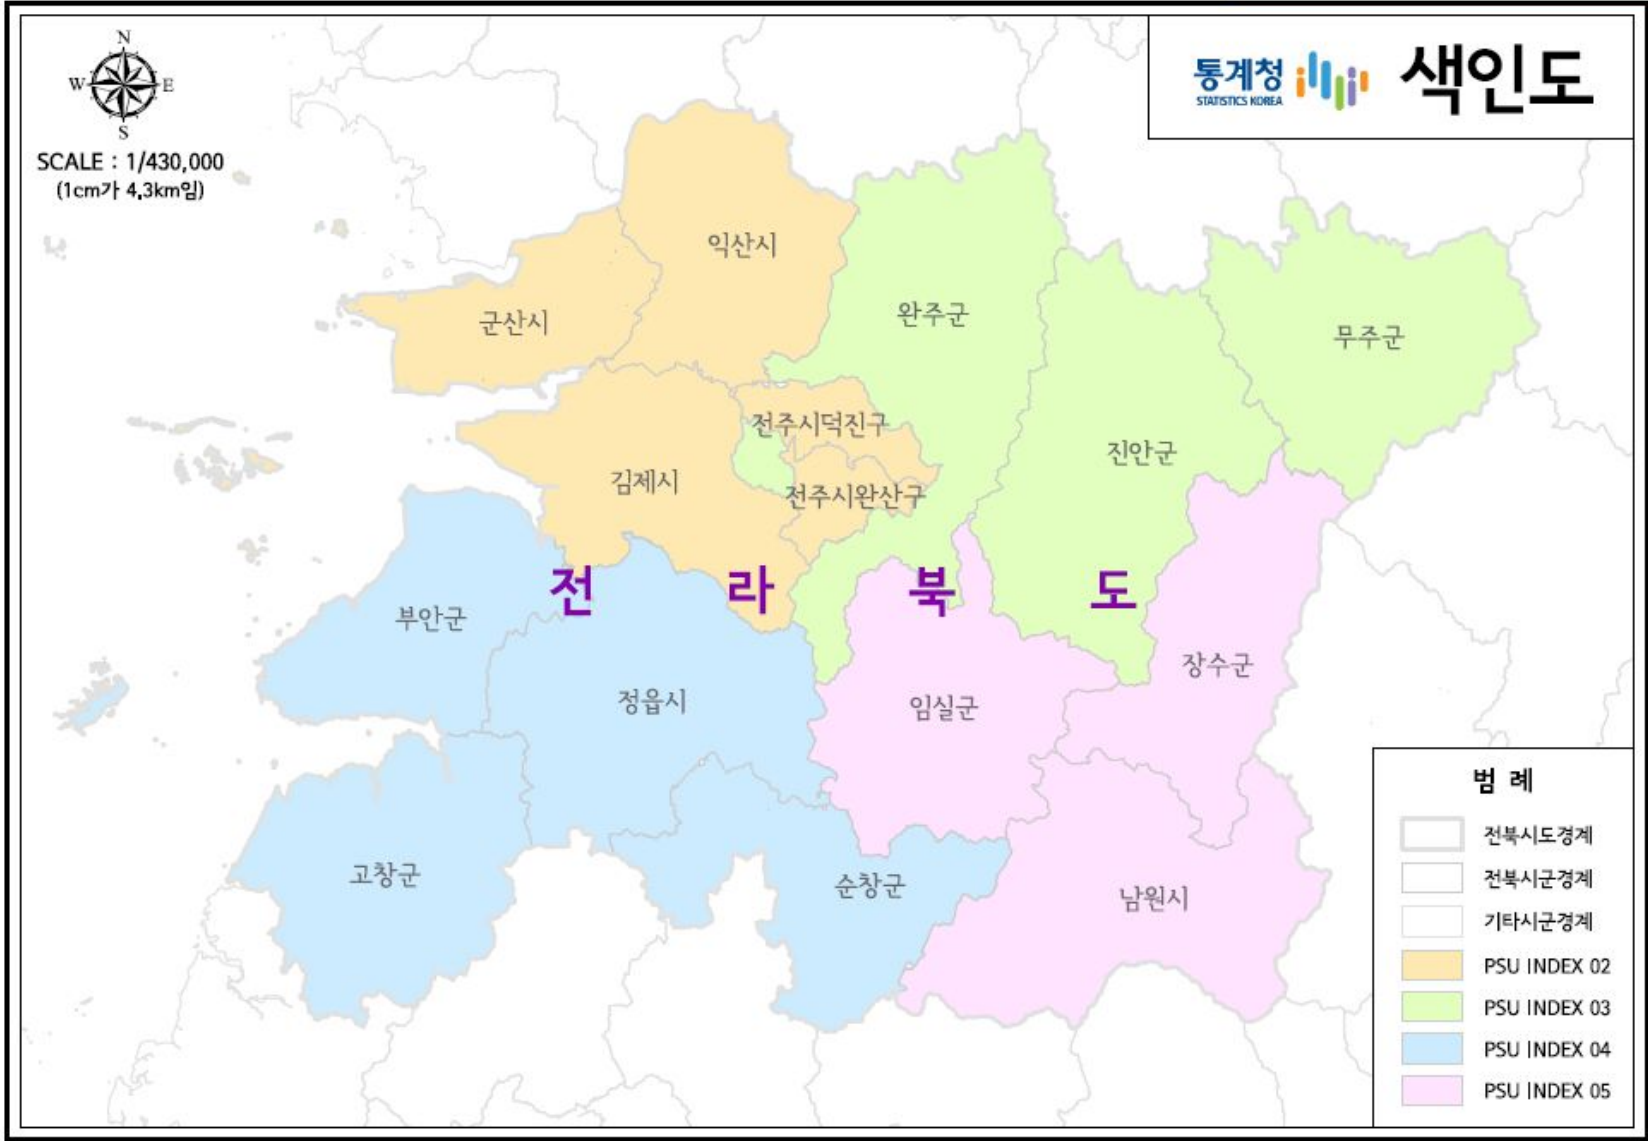 N
W E
S
SCALE : 1/430,000
(1cm가 4.3km임)
통계청
STATISTICS KOREA
색인도
익산시
군산시
완주군
무주군
전주시덕진구
진안군
김제시
전주시완산구
전 라 북 도
부안군
장수군
정읍시
임실군
고창군
순창군
남원시
범 례
전북시도경계
전북시군경계
기타시군경계
PSU INDEX 02
PSU INDEX 03
PSU INDEX 04
PSU INDEX 05